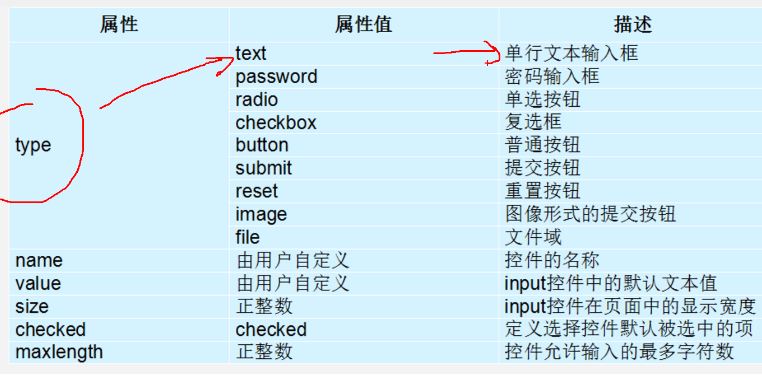 属性 属性值 描述
text 单行文本输入框
password 密码输入框
radio 单选按钮
checkbox 复选框
type button 普通按钮
submit 提交按钮
reset 重置按钮
image 图像形式的提交按钮
file 文件域
name 由用户自定义 控件的名称
value 由用户自定义 input控件中的默认文本值
size 正整数 input控件在页面中的显示宽度
checked checked 定义选择控件默认被选中的项
maxlength 正整数 控件允许输入的最多字符数